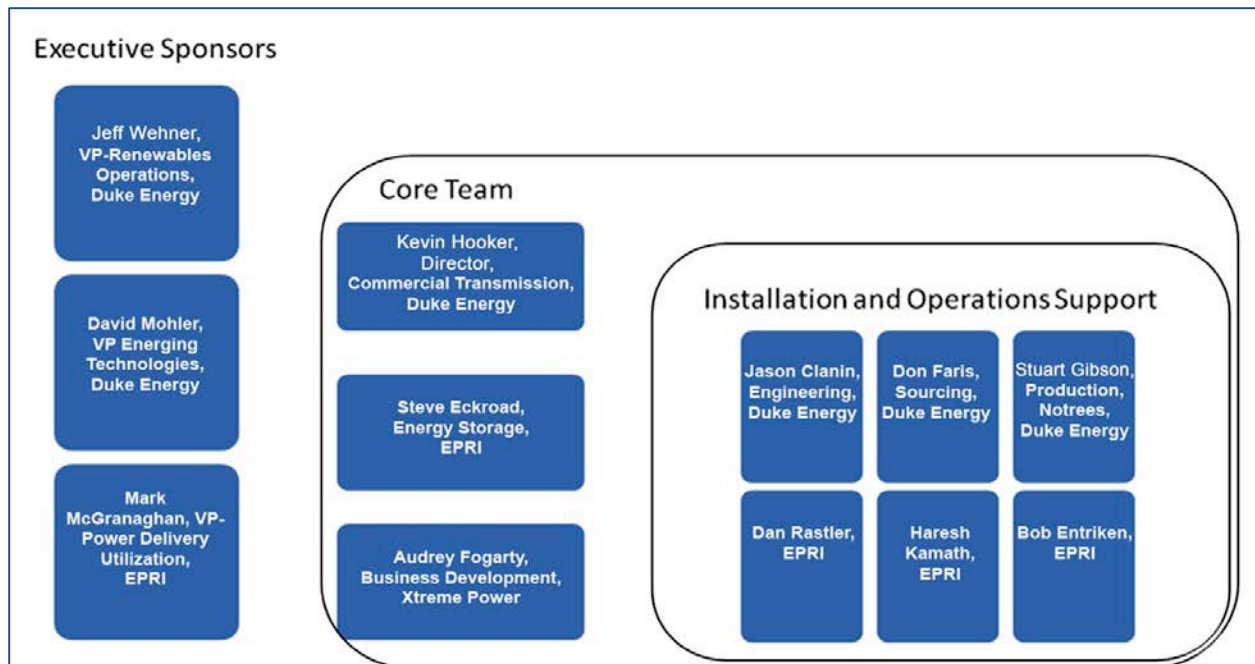 Executive Sponsors
Jeff Wehner,
VP-Renewables
Operations,
Duke Energy
David Mohler,
VP Energing
Technologies,
Duke Energy
Mark
McGranaghan, VP-
Power Delivery
Utilization,
EPRI
Core Team
Kevin Hooker,
Director,
Commercial Transmission,
Duke Energy
Steve Eckroad,
Energy Storage,
EPRI
Audrey Fogarty,
Business Development,
Xtreme Power
Installation and Operations Support
Jason Clanin,
Engineering,
Duke Energy
Don Faris,
Sourcing,
Duke Energy
Stuart Gibson,
Production,
Notrees,
Duke Energy
Dan Rastler,
EPRI
Haresh
Kamath,
EPRI
Bob Entriken,
EPRI